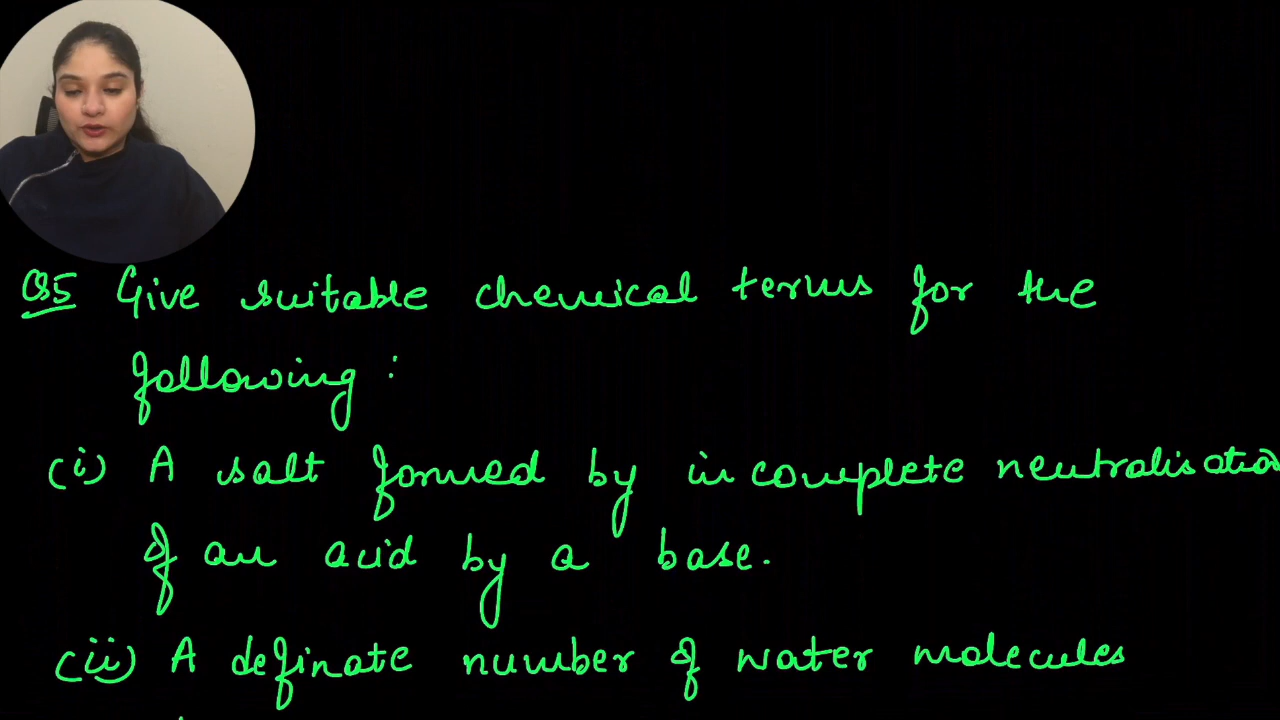 Q5 Give suitable chemical terms for the
following :
(i) A salt formed by incomplete neutralisation
of an acid by a base.
(ii) A definate number of water molecules